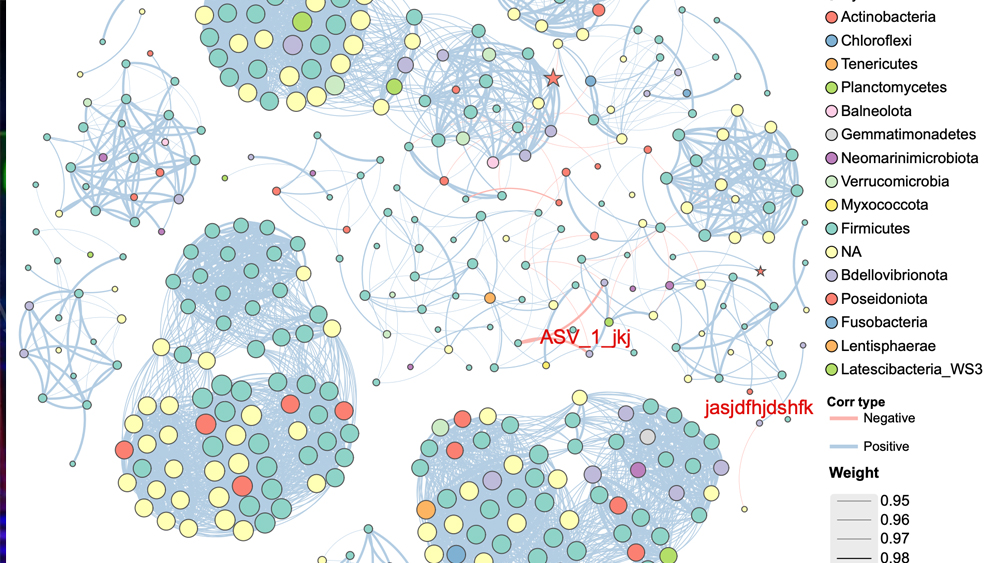 Actinobacteria
Chloroflexi
Tenericutes
Planctomycetes
Balneolota
Gemmatimonadetes
Neomarinimicrobiota
Verrucomicrobia
Myxococcota
Firmicutes
NA
Bdellovibrionota
Poseidoniota
Fusobacteria
Lentisphaerae
Latescibacteria_WS3
ASV_1_jkj
jasjdfhjdshfk
Corr type
Negative
Positive
Weight
0.95
0.96
0.97
0.98